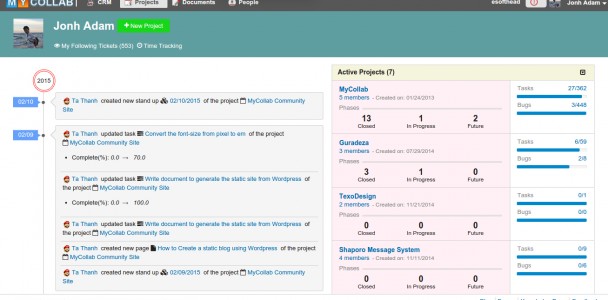 MYCOLLAB
CRM
Projects
Documents
People
esofthead
Jonh Adam
Jonh Adam
+ New Project
My Following Tickets (553)
Time Tracking
2015
02/10
Ta Thanh created new stand up 02/10/2015 of the project MyCollab Community
Site
02/09
Ta Thanh updated task Convert the font-size from pixel to em of the project
MyCollab Community Site
• Complete(%): 0.0 → 70.0
Ta Thanh updated task Write document to generate the static site from Wordpress of
the project MyCollab Community Site
• Complete(%): 0.0 → 100.0
Ta Thanh updated task Write document to generate the static site from Wordpress of
the project MyCollab Community Site
Ta Thanh created new page How to Create a static blog using Wordpress of the project
MyCollab Community Site
Ta Thanh created new stand up 02/09/2015 of the project MyCollab Community
Site
Active Projects (7)
MyCollab
5 members - Created on: 01/24/2013
Phases
13 1 2
Closed In Progress Future
Tasks 27/362
Bugs 3/448
Guradeza
3 members - Created on: 07/29/2014
Phases
3 1 0
Closed In Progress Future
Tasks 6/59
Bugs 2/8
TexoDesign
2 members - Created on: 11/21/2014
Phases
0 0 0
Closed In Progress Future
Tasks 0/1
Bugs 0/0
Shaporo Message System
4 members - Created on: 11/11/2014
Phases
0 0 0
Closed In Progress Future
Tasks 0/9
Bugs 0/6